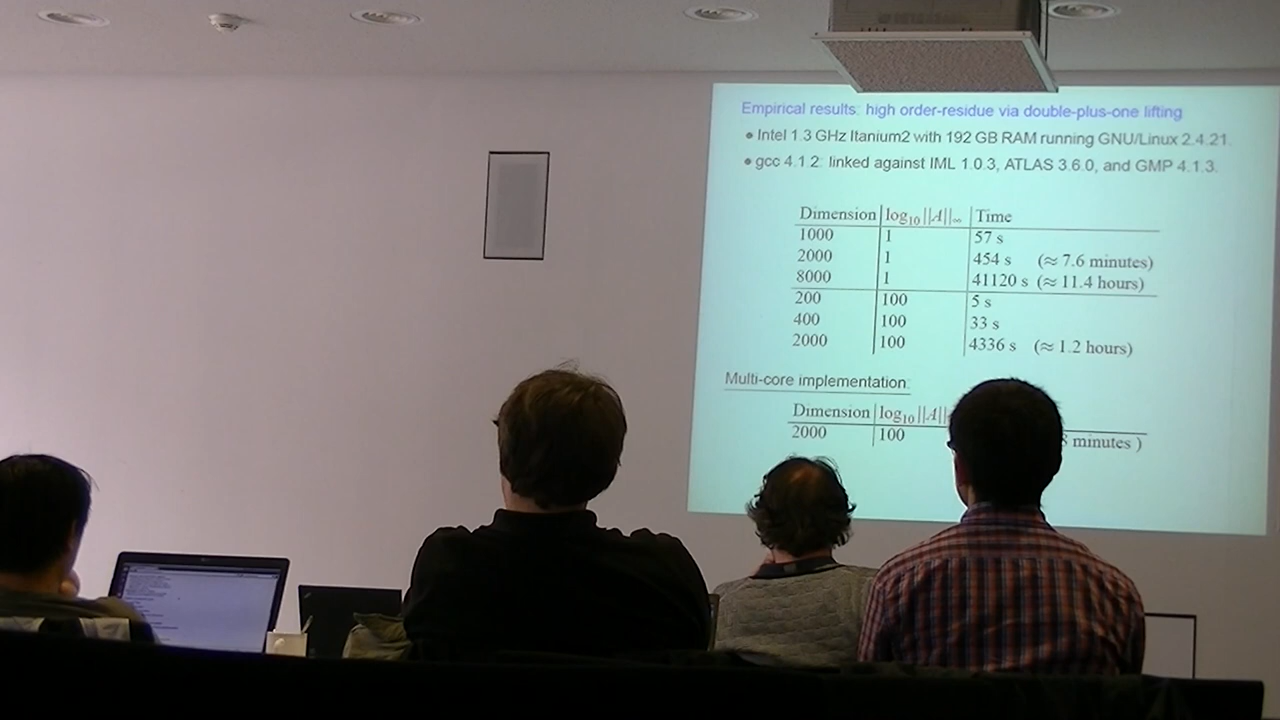 Empirical results: high order-residue via double-plus-one lifting
• Intel 1.3 GHz Itanium2 with 192 GB RAM running GNU/Linux 2.4.21.
• gcc 4.1.2: linked against IML 1.0.3, ATLAS 3.6.0, and GMP 4.1.3.
Dimension log₁₀||A||∞ Time
1000 1 57 s
2000 1 454 s (≈ 7.6 minutes)
8000 1 41120 s (≈ 11.4 hours)
200 100 5 s
400 100 33 s
2000 100 4336 s (≈ 1.2 hours)
Multi-core implementation:
Dimension log₁₀||A||
2000 100 8 minutes )